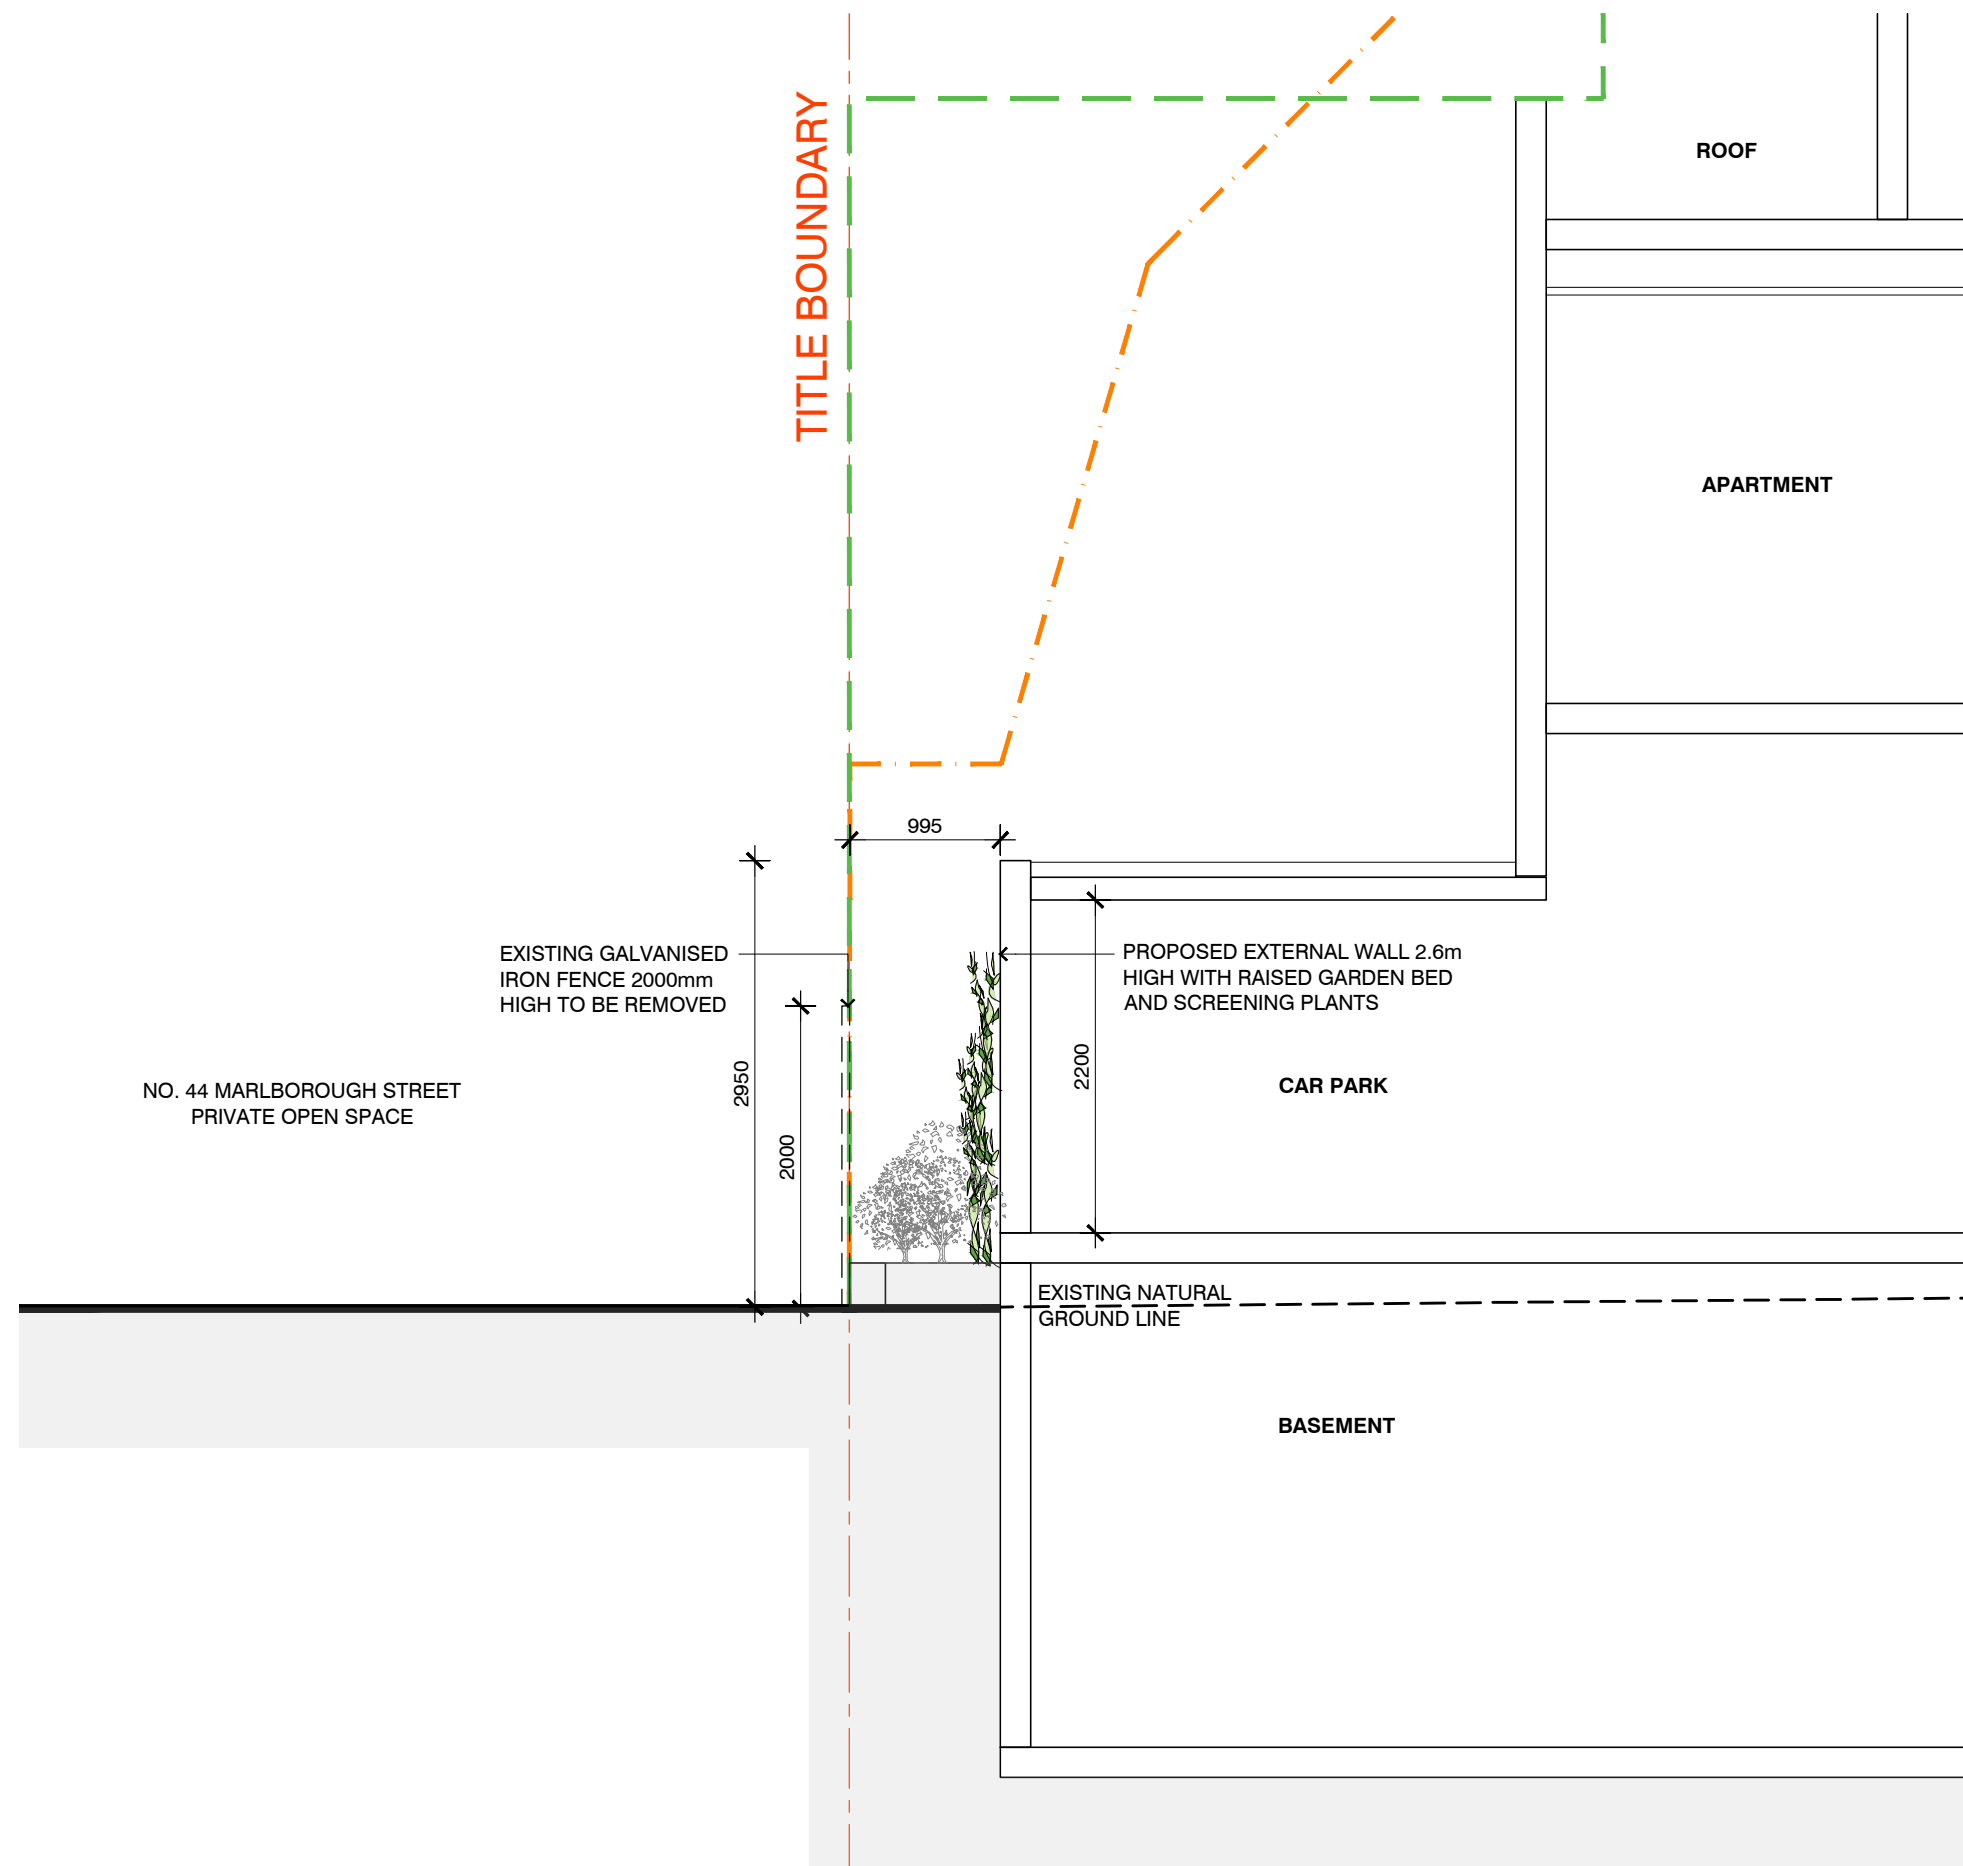 TITLE BOUNDARY
ROOF
APARTMENT
995
EXISTING GALVANISED
IRON FENCE 2000mm
HIGH TO BE REMOVED
PROPOSED EXTERNAL WALL 2.6m
HIGH WITH RAISED GARDEN BED
AND SCREENING PLANTS
2950
2000
2200
NO. 44 MARLBOROUGH STREET
PRIVATE OPEN SPACE
CAR PARK
EXISTING NATURAL
GROUND LINE
BASEMENT